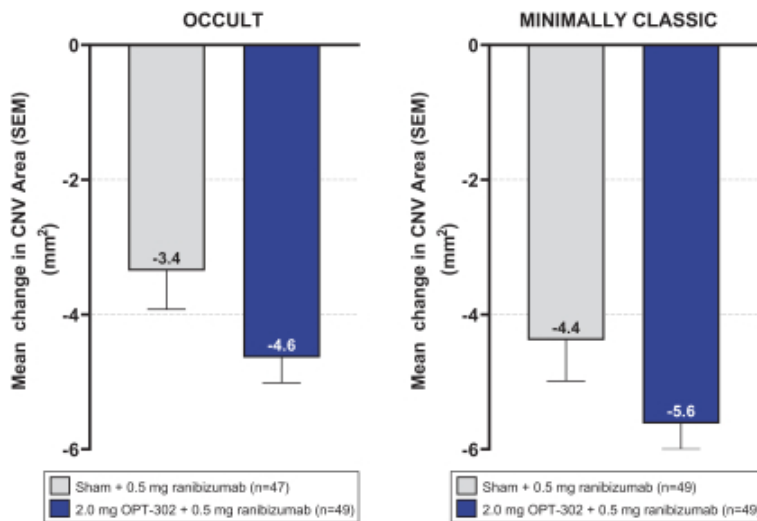 OCCULT
Mean change in CNV Area (SEM)
(mm²)
0
-2
-4
-6
-3.4
-4.6
Sham + 0.5 mg ranibizumab (n=47)
2.0 mg OPT-302 + 0.5 mg ranibizumab (n=49)
MINIMALLY CLASSIC
Mean change in CNV Area (SEM)
(mm²)
0
-2
-4
-6
-4.4
-5.6
Sham + 0.5 mg ranibizumab (n=49)
2.0 mg OPT-302 + 0.5 mg ranibizumab (n=49